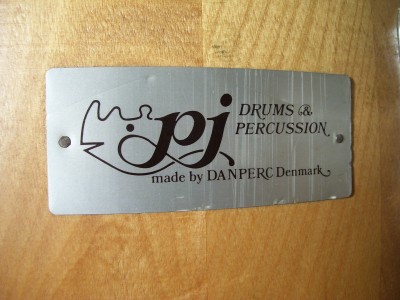 pj DRUMS &
PERCUSSION
made by DANPERC Denmark